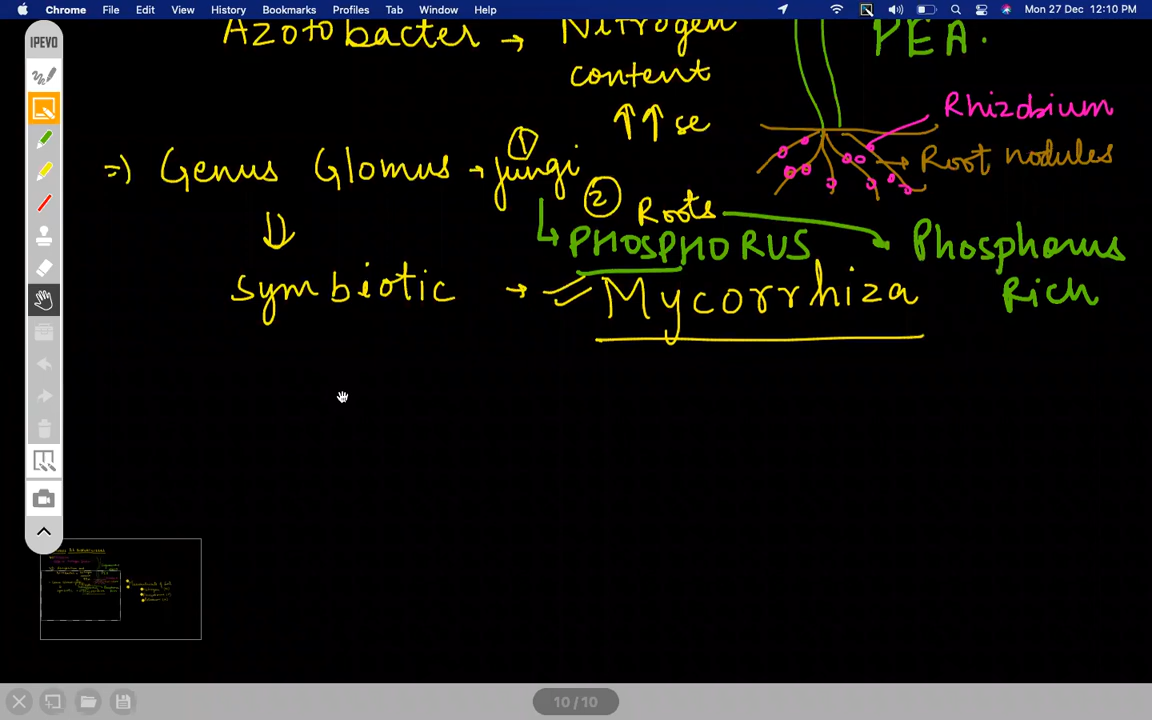 Chrome File Edit View History Bookmarks Profiles Tab Window Help Mon 27 Dec 12:10 PM
IPEVO
Azotobacter → Nitrogen
content
↑↑se
PEA.
Rhizobium
→ Root nodules
⇒) Genus Glomus → fungi
①
② Roots
PHOSPHORUS
Phosphorus
Rich
symbiotic → Mycorrhiza
10 / 10